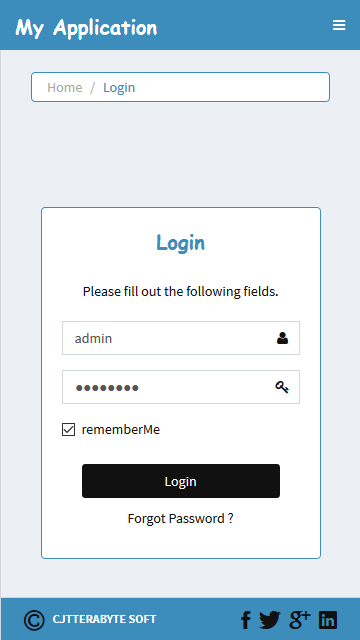 My Application
Home / Login
Login
Please fill out the following fields.
admin
rememberMe
Login
Forgot Password ?
© CJTTERABYTE SOFT